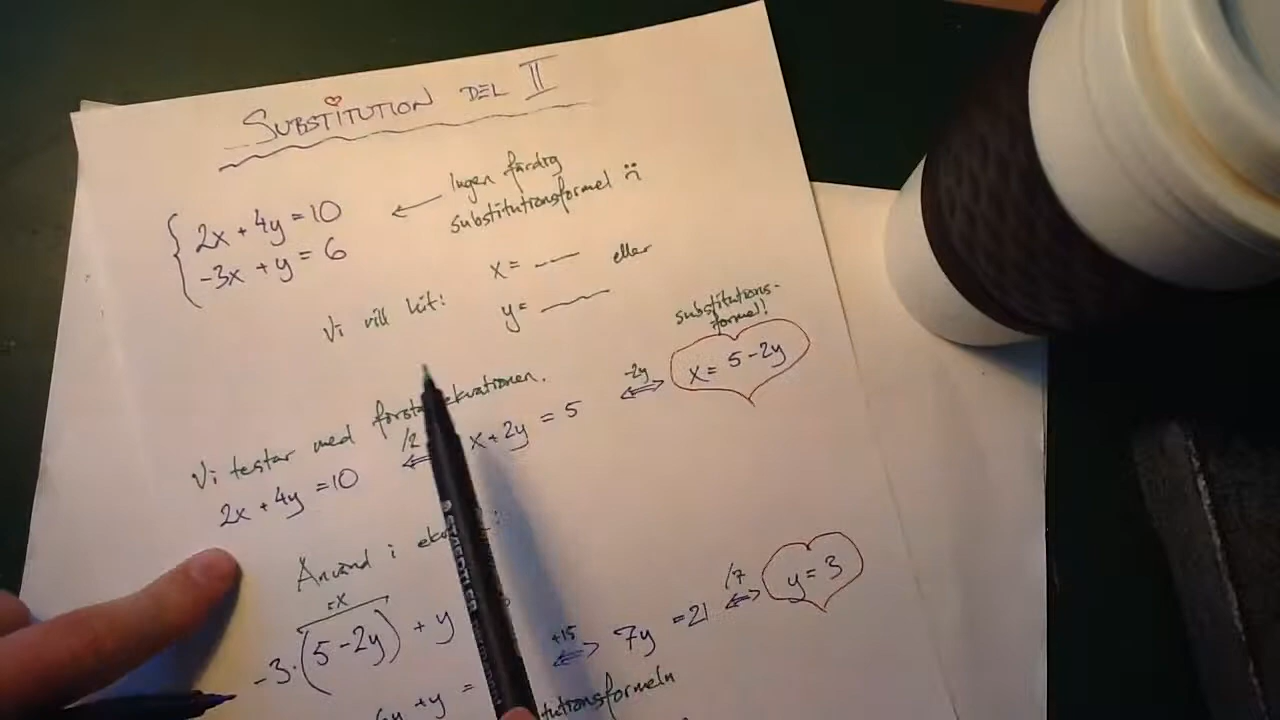 SUBSTITUTION DEL II
2x + 4y = 10
-3x + y = 6
Ingen färdig
substitutionsformel
Vi vill hit:
x = ___ eller
y = ___
substitutions-
formel!
Vi testar med första ekvationen.
2x + 4y = 10
/2
x + 2y = 5
-2y
x = 5 - 2y
Använd i
=x
-3·(5 - 2y) + y
+15
7y = 21
/7
y = 3
+y =
STAEDTLER